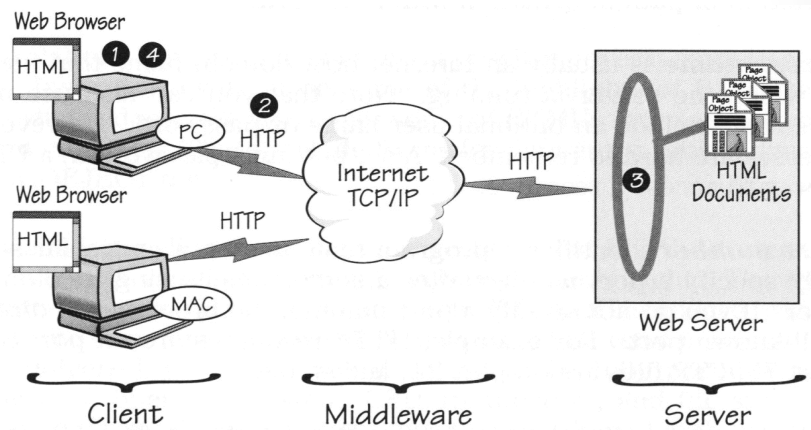 Web Browser
HTML
1 4
PC
2
HTTP
Web Browser
HTML
MAC
HTTP
Internet
TCP/IP
HTTP
3
Page
Object
Page
Object
Page
Object
HTML
Documents
Web Server
Client
Middleware
Server